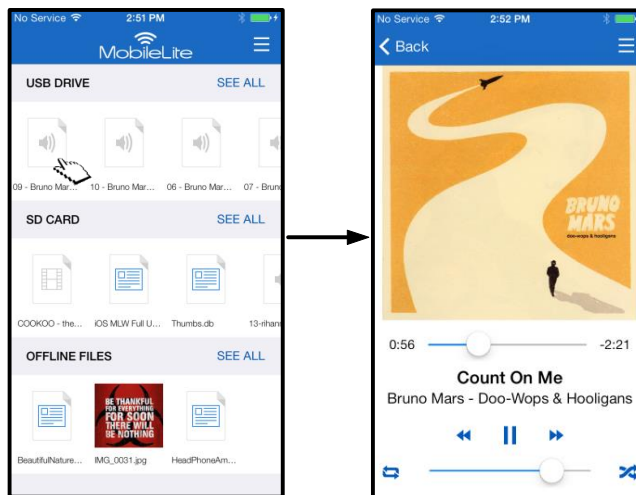 No Service 2:51 PM
MobileLite
USB DRIVE SEE ALL
09 - Bruno Mar... 10 - Bruno Mar... 06 - Bruno Mar... 07 - Brun
SD CARD SEE ALL
COOKOO - the... iOS MLW Full U... Thumbs.db 13-rihann
OFFLINE FILES SEE ALL
BE THANKFUL
FOR EVERYTHING
FOR SOON
THERE WILL
BE NOTHING
BeautifulNature... IMG_0031.jpg HeadPhoneAm...
No Service 2:52 PM
Back
BRUNO
MARS
doo-wops & hooligans
0:56 -2:21
Count On Me
Bruno Mars - Doo-Wops & Hooligans